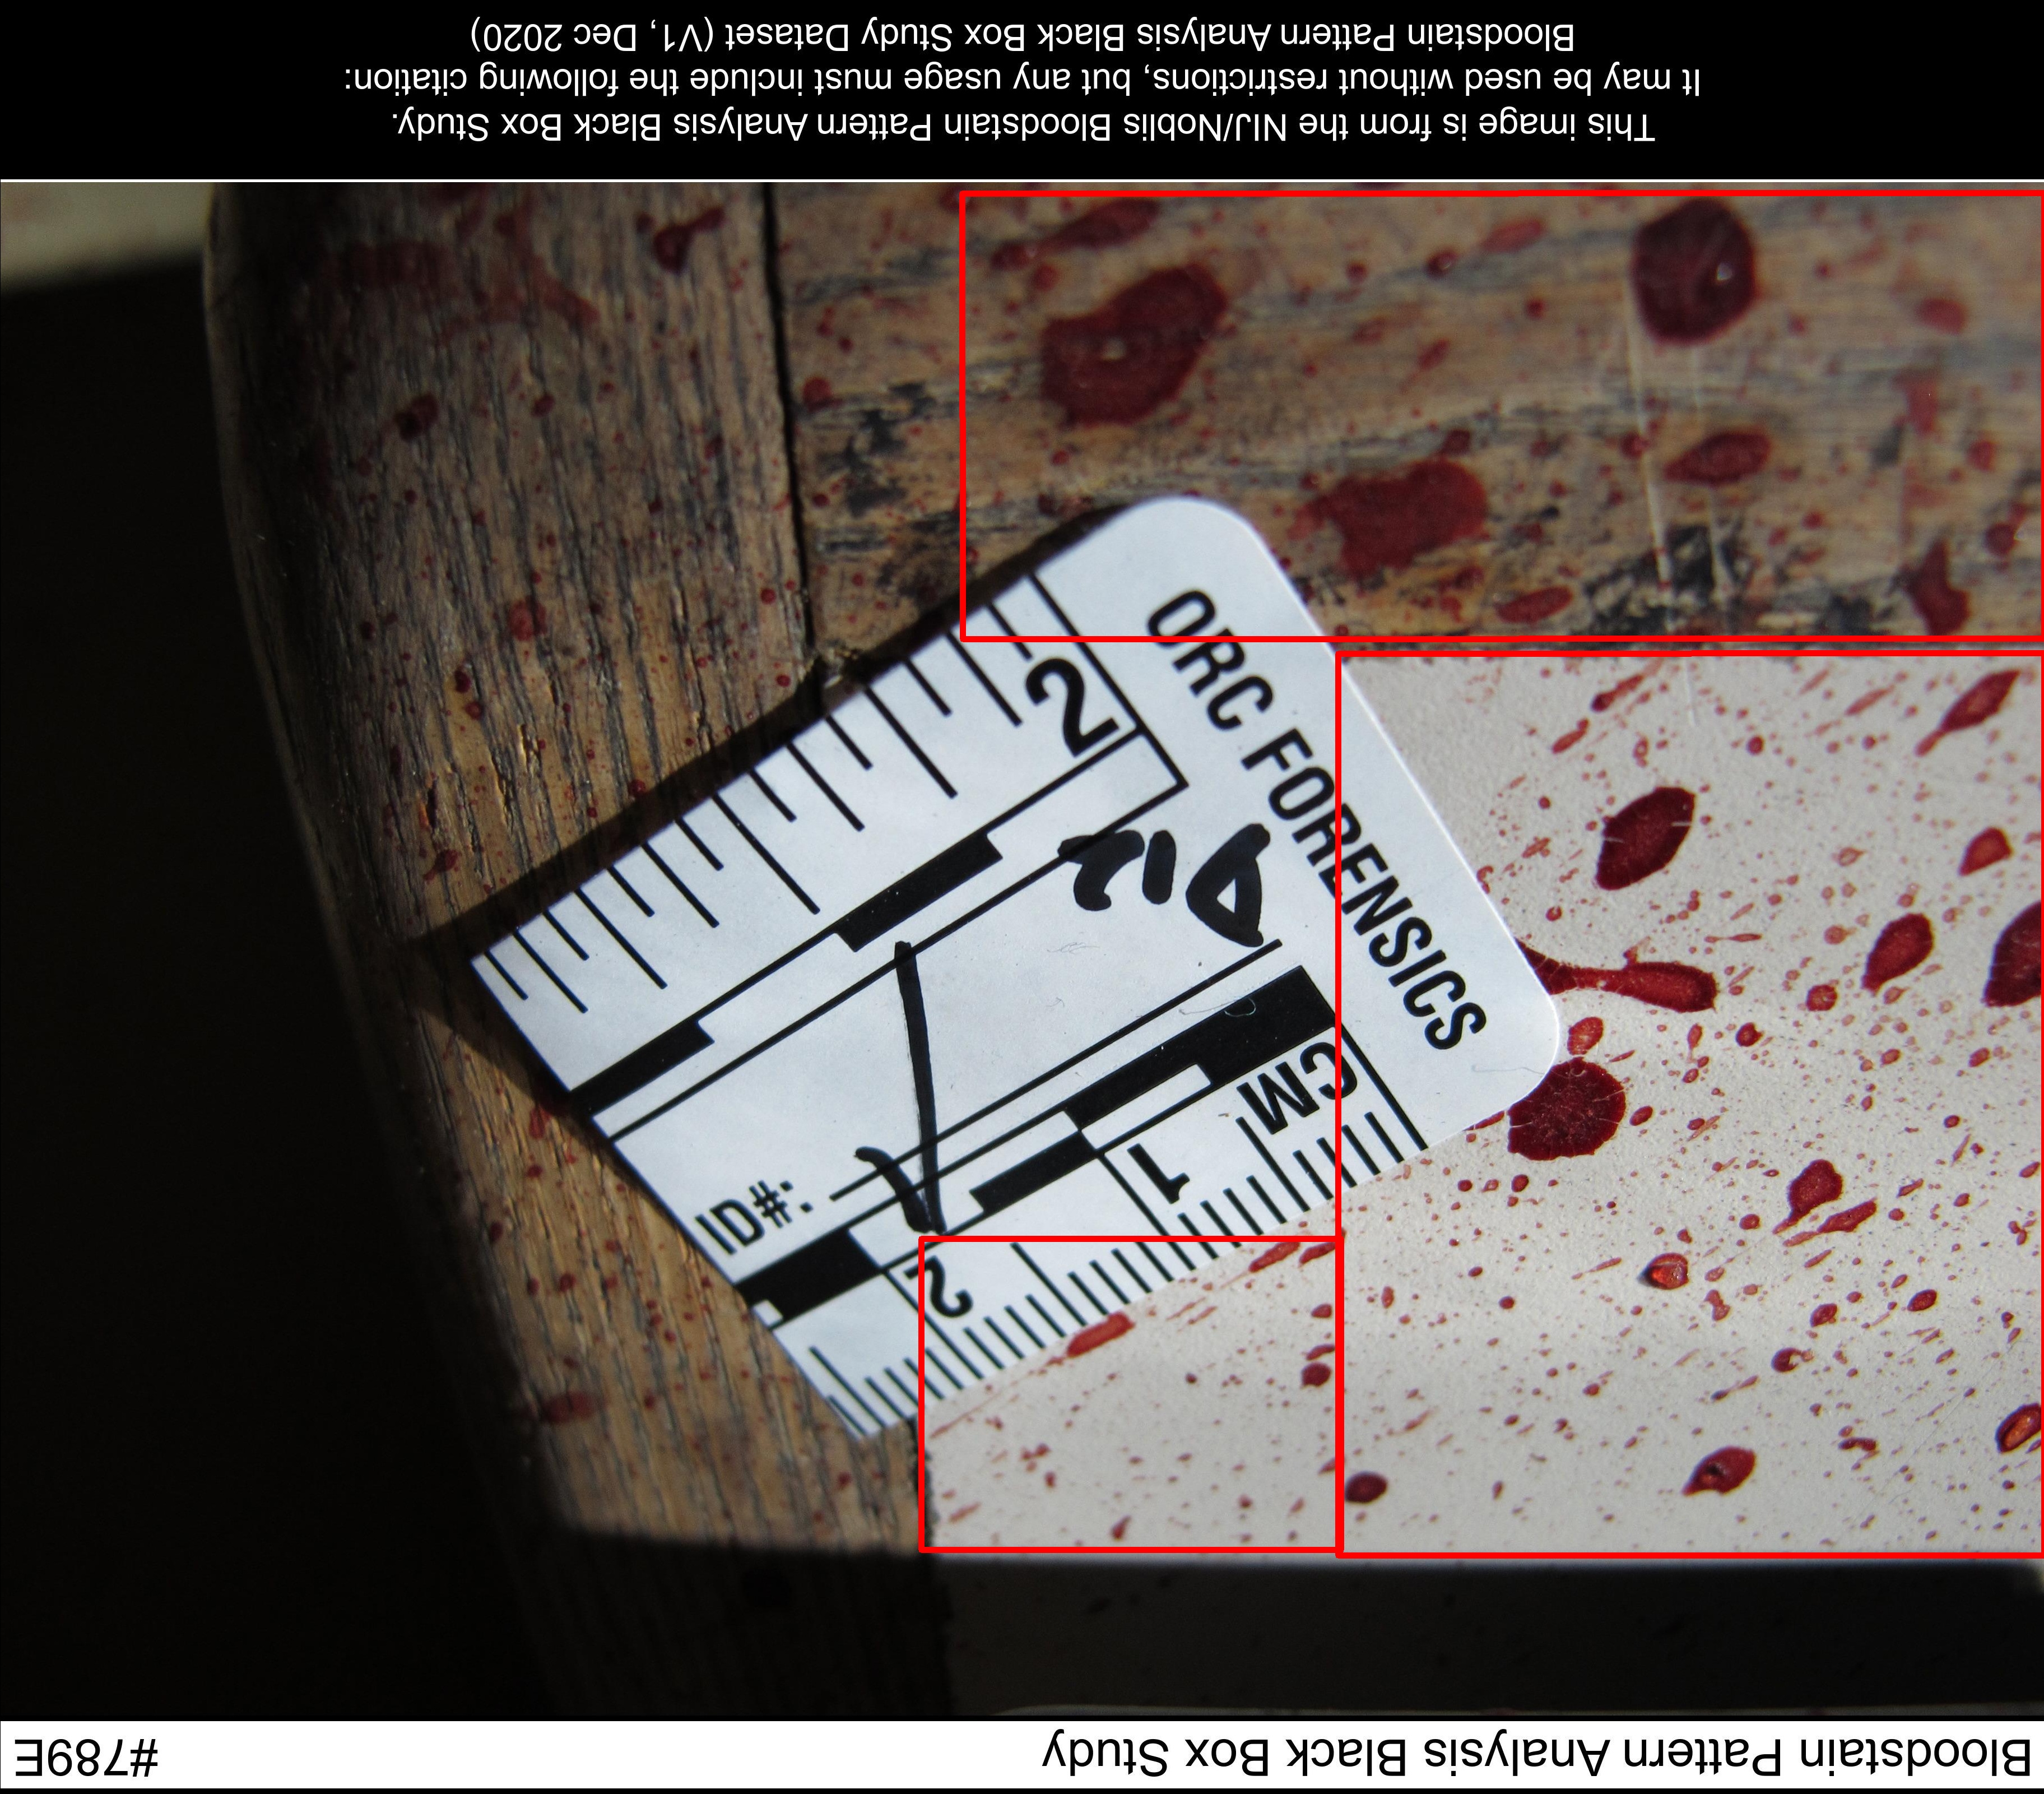 Bloodstain Pattern Analysis Black Box Study
#789E
2
1
CM
ID#:
ORC FORENSICS
2
This image is from the NIJ/Noblis Bloodstain Pattern Analysis Black Box Study.
It may be used without restrictions, but any usage must include the following citation:
Bloodstain Pattern Analysis Black Box Study Dataset (V1, Dec 2020)